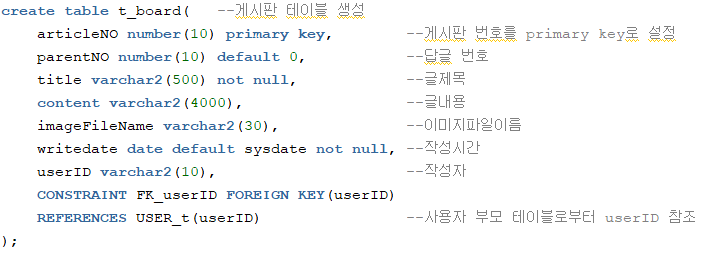 create table t_board(   --게시판 테이블 생성
    articleNO number(10) primary key,        --게시판 번호를 primary key로 설정
    parentNO number(10) default 0,           --답글 번호
    title varchar2(500) not null,            --글제목
    content varchar2(4000),                  --글내용
    imageFileName varchar2(30),              --이미지파일이름
    writedate date default sysdate not null, --작성시간
    userID varchar2(10),                     --작성자
    CONSTRAINT FK_userID FOREIGN KEY(userID)
    REFERENCES USER_t(userID)                --사용자 부모 테이블로부터 userID 참조
);